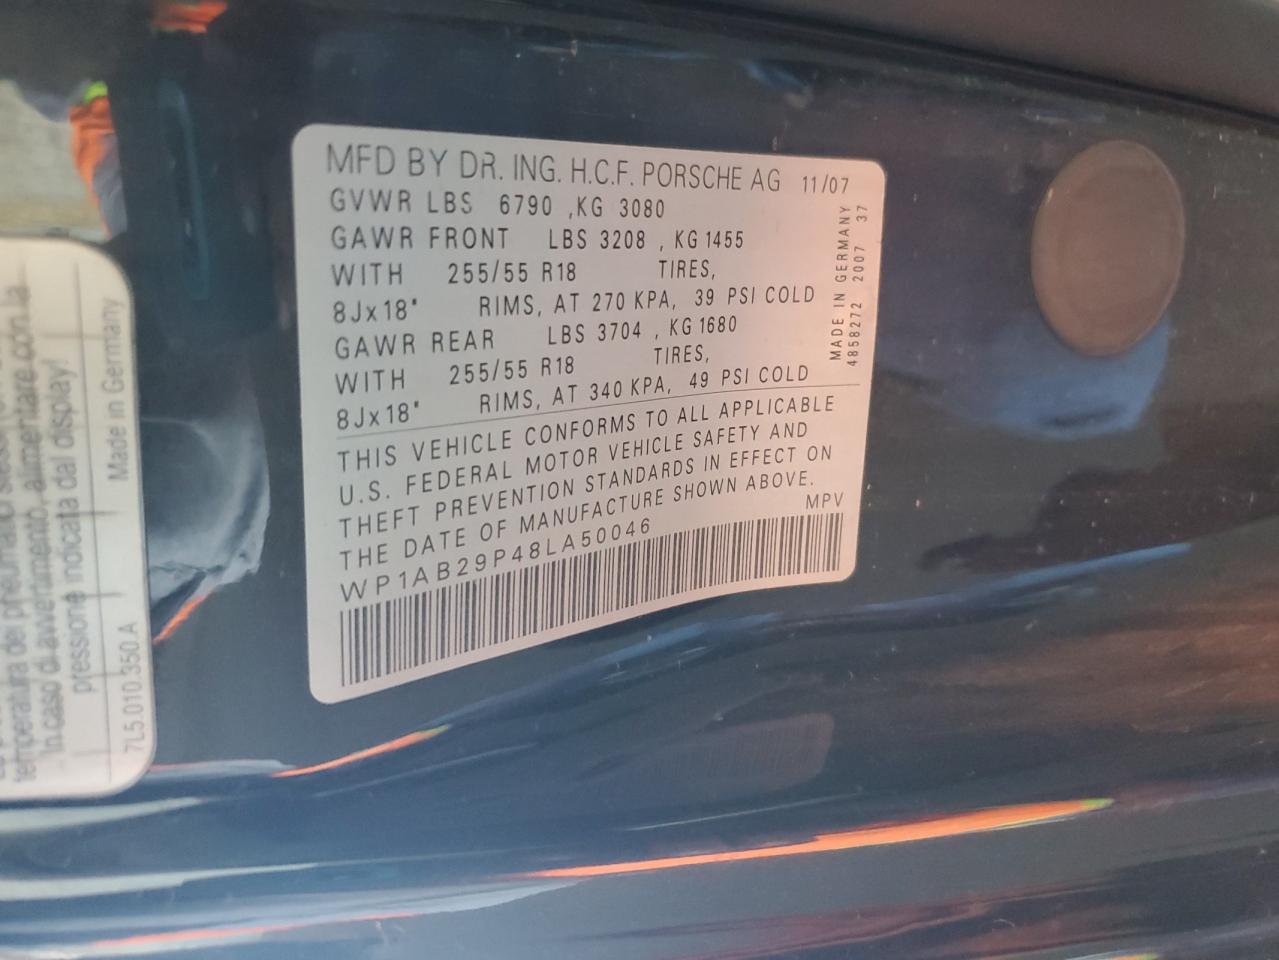 MFD BY DR. ING. H.C.F. PORSCHE AG 11/07
GVWR LBS 6790 ,KG 3080
GAWR FRONT LBS 3208 , KG 1455
WITH 255/55 R18 TIRES,
8Jx18" RIMS, AT 270 KPA, 39 PSI COLD
GAWR REAR LBS 3704 , KG 1680
WITH 255/55 R18 TIRES,
8Jx18" RIMS, AT 340 KPA, 49 PSI COLD
THIS VEHICLE CONFORMS TO ALL APPLICABLE
U.S. FEDERAL MOTOR VEHICLE SAFETY AND
THEFT PREVENTION STANDARDS IN EFFECT ON
THE DATE OF MANUFACTURE SHOWN ABOVE.
MPV
WP1AB29P48LA50046
MADE IN GERMANY
4858272 2007 37
temperatura dei pneumatici
In caso di avvertimento, alimentare con la
pressione indicata dal display!
Made in Germany
7L5.010.350.A